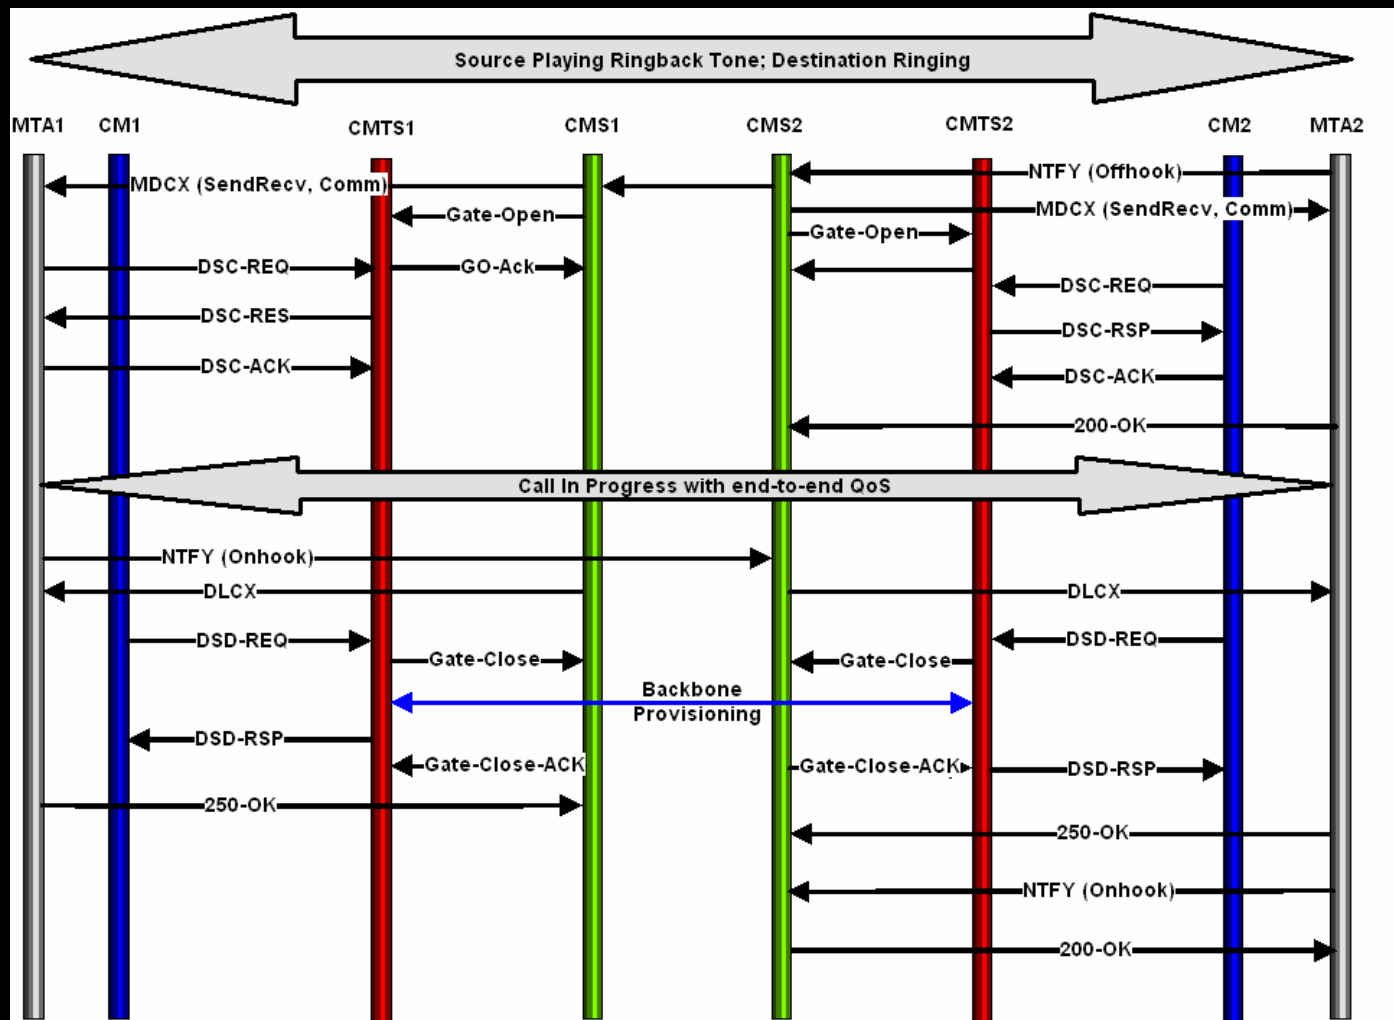 Source Playing Ringback Tone; Destination Ringing
MTA1 CM1 CMTS1 CMS1 CMS2 CMTS2 CM2 MTA2
NTFY (Offhook)
MDCX (SendRecv, Comm)
MDCX (SendRecv, Comm)
Gate-Open
Gate-Open
DSC-REQ
GO-Ack
DSC-REQ
DSC-RES
DSC-RSP
DSC-ACK
DSC-ACK
200-OK
Call In Progress with end-to-end QoS
NTFY (Onhook)
DLCX
DLCX
DSD-REQ
DSD-REQ
Gate-Close
Gate-Close
Backbone
Provisioning
DSD-RSP
Gate-Close-ACK
Gate-Close-ACK
DSD-RSP
250-OK
250-OK
NTFY (Onhook)
200-OK